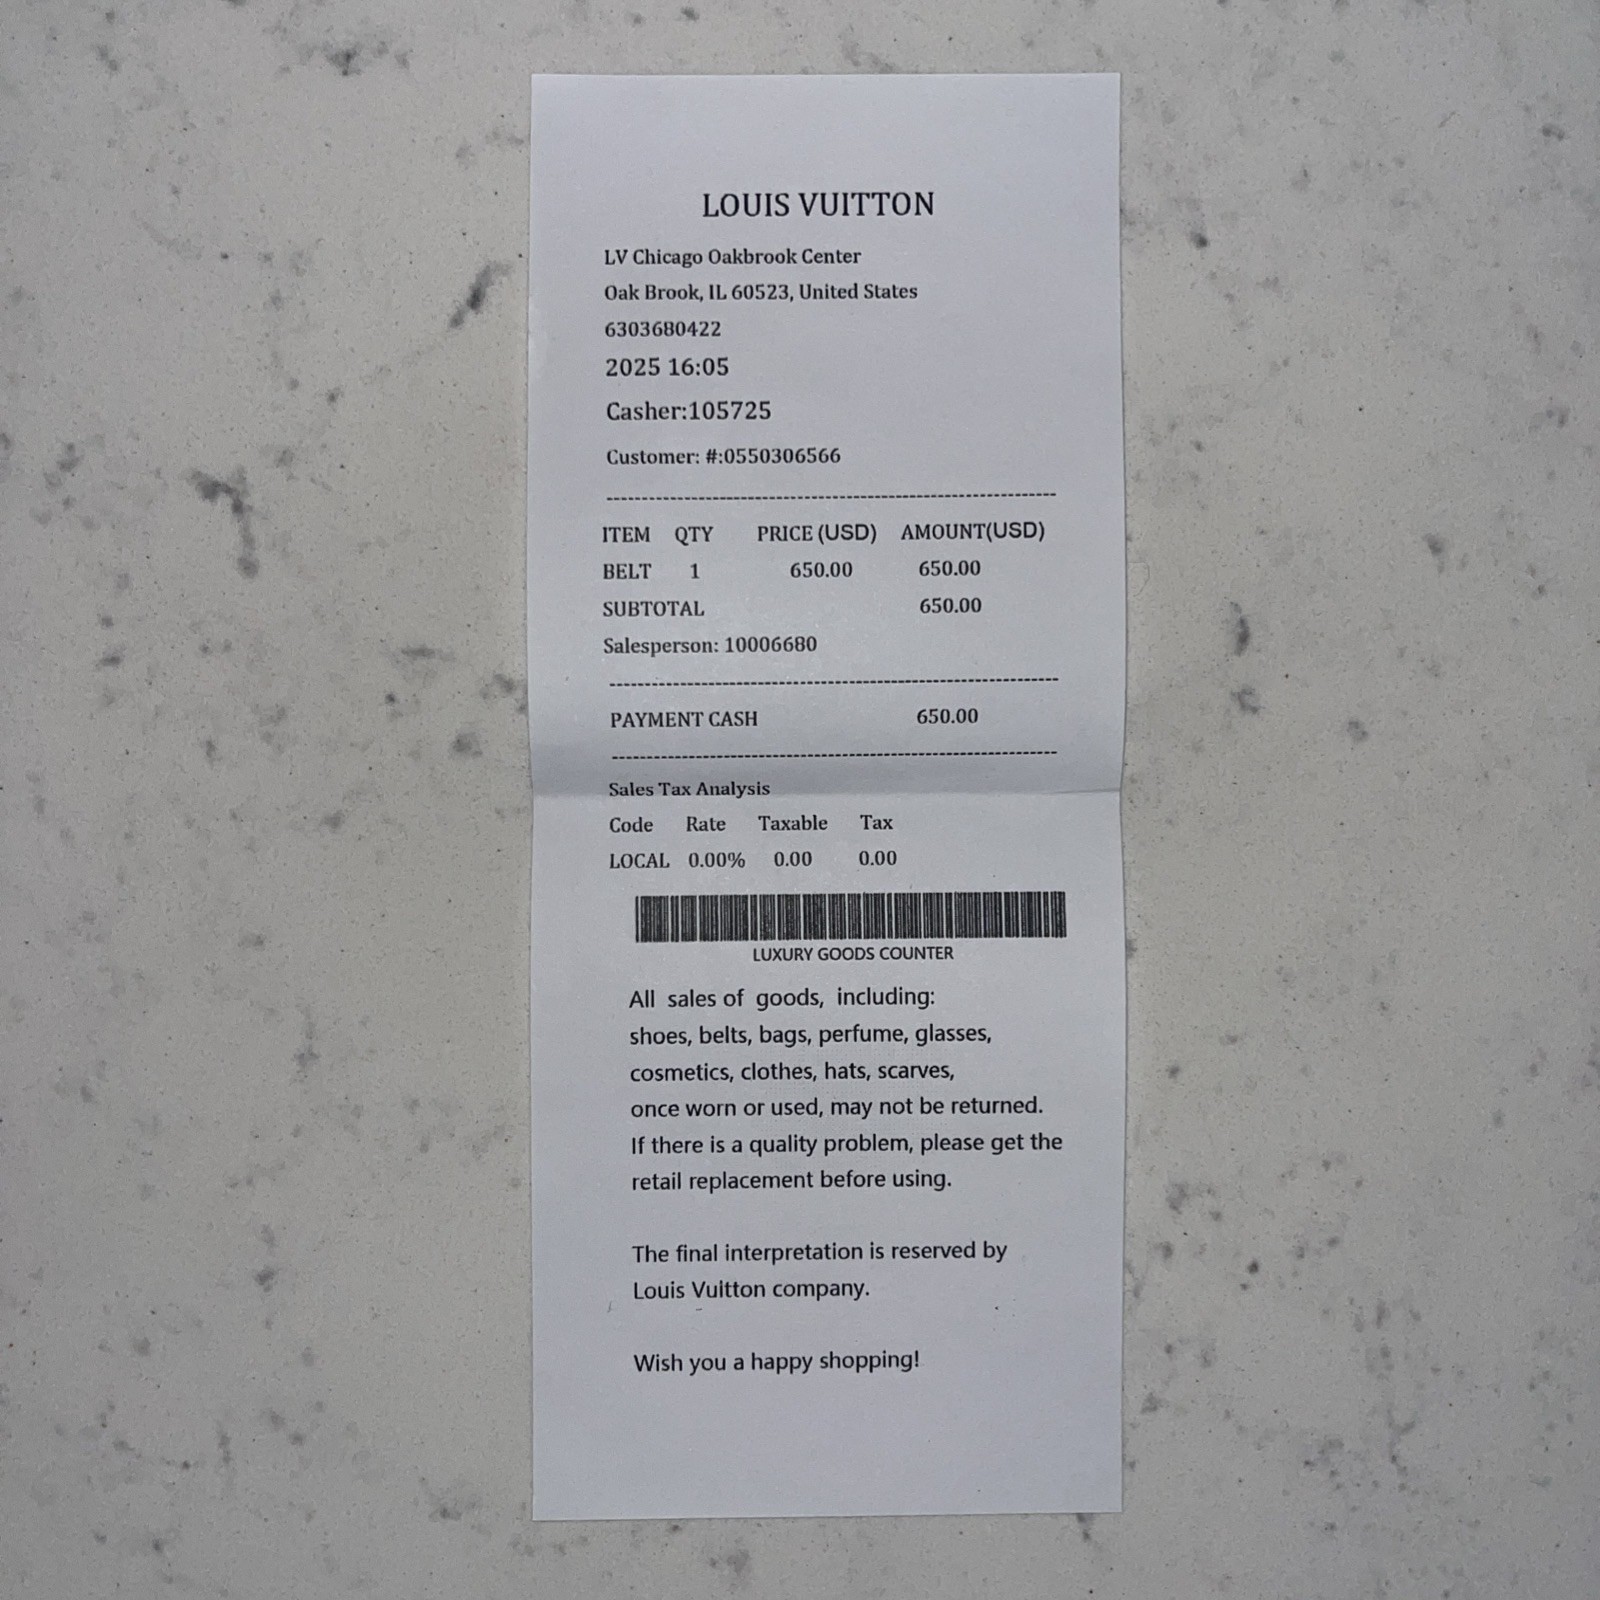 LOUIS VUITTON
LV Chicago Oakbrook Center
Oak Brook, IL 60523, United States
6303680422
2025 16:05
Casher:105725
Customer: #:0550306566
--------------------------------------------------------------
ITEM QTY PRICE (USD) AMOUNT(USD)
BELT 1 650.00 650.00
SUBTOTAL 650.00
Salesperson: 10006680
--------------------------------------------------------------
PAYMENT CASH 650.00
--------------------------------------------------------------
Sales Tax Analysis
Code Rate Taxable Tax
LOCAL 0.00% 0.00 0.00
LUXURY GOODS COUNTER
All sales of goods, including:
shoes, belts, bags, perfume, glasses,
cosmetics, clothes, hats, scarves,
once worn or used, may not be returned.
If there is a quality problem, please get the
retail replacement before using.
The final interpretation is reserved by
Louis Vuitton company.
Wish you a happy shopping!